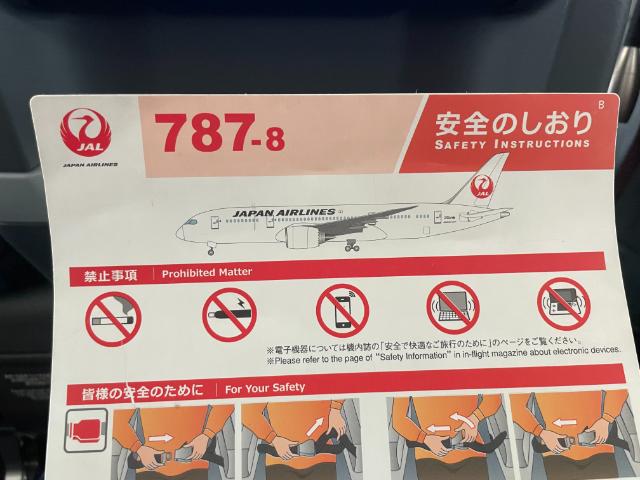 B
JAL
JAPAN AIRLINES
787-8
安全のしおり
SAFETY INSTRUCTIONS
JAPAN AIRLINES
JAL
禁止事項 Prohibited Matter
※電子機器については機内誌の「安全で快適なご旅行のために」のページをご覧ください。
※Please refer to the page of "Safety Information" in in-flight magazine about electronic devices.
皆様の安全のために For Your Safety